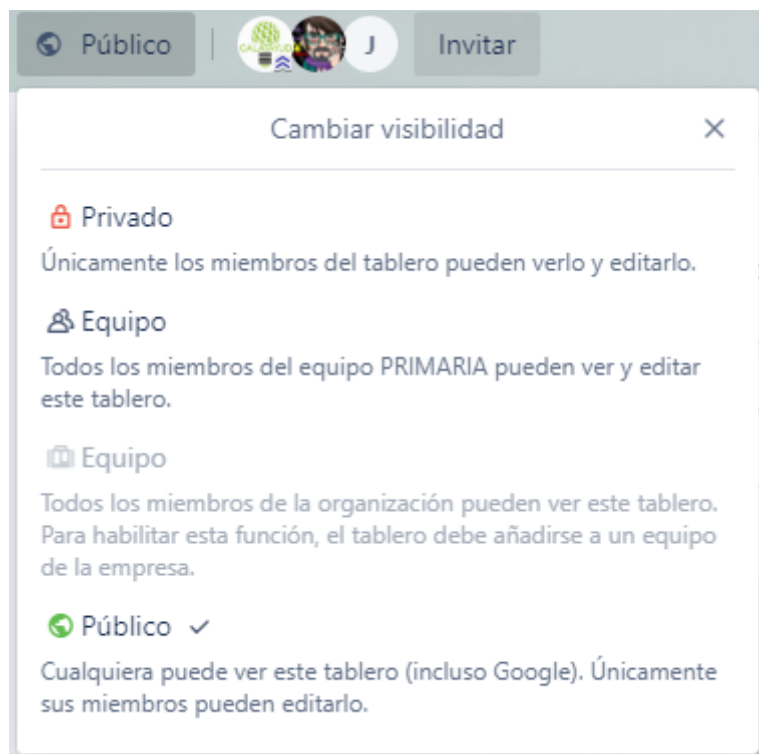 Público
J
Invitar
Cambiar visibilidad
Privado
Únicamente los miembros del tablero pueden verlo y editarlo.
Equipo
Todos los miembros del equipo PRIMARIA pueden ver y editar
este tablero.
Equipo
Todos los miembros de la organización pueden ver este tablero.
Para habilitar esta función, el tablero debe añadirse a un equipo
de la empresa.
Público
Cualquiera puede ver este tablero (incluso Google). Únicamente
sus miembros pueden editarlo.